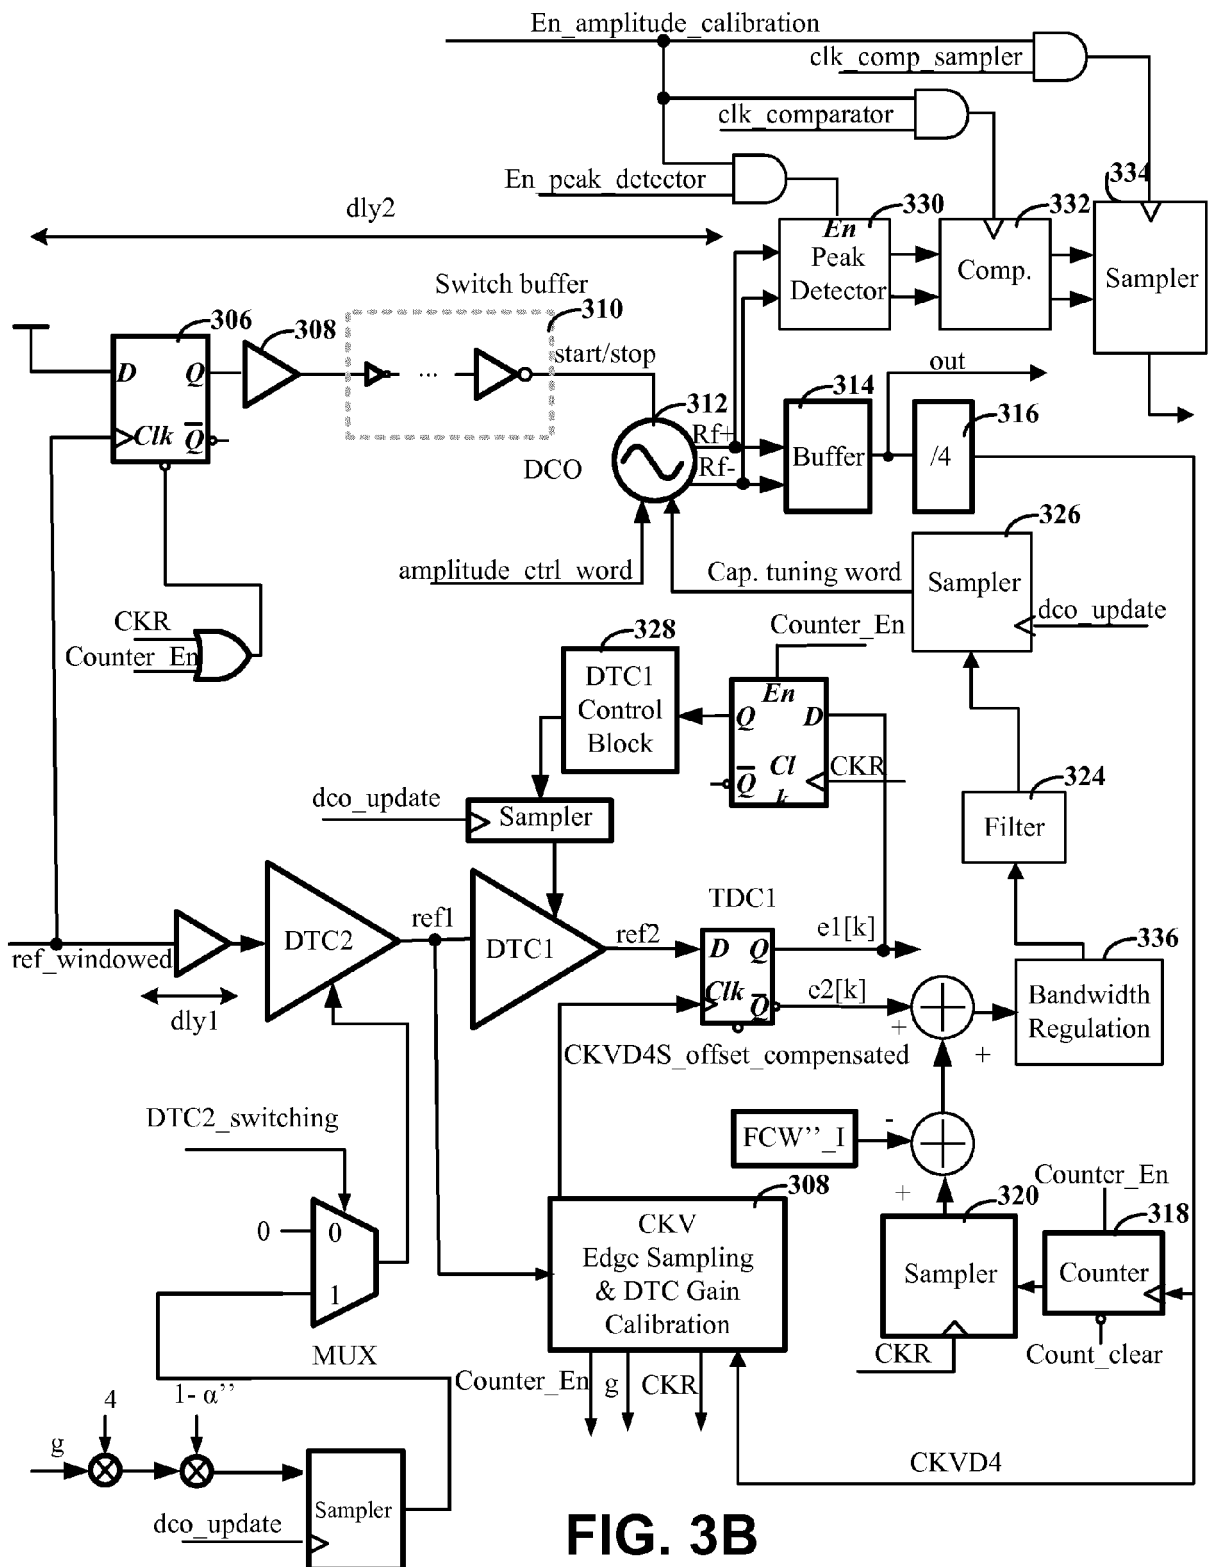 En_amplitude_calibration
clk_comp_sampler
clk_comparator
En_peak_detector
334
dly2
330
332
En
Peak
Detector
Comp.
Sampler
Switch buffer
306
308
310
start/stop
D
Q
Clk
Q
...
out
312
314
316
Rf+
Rf-
DCO
Buffer
/4
326
amplitude_ctrl_word
Cap. tuning word
Sampler
dco_update
CKR
Counter_En
328
Counter_En
DTC1
Control
Block
En
Q
D
Q
Cl
k
CKR
324
Filter
dco_update
Sampler
TDC1
ref1
e1[k]
DTC2
DTC1
ref2
D
Q
336
ref_windowed
Clk
Q
e2[k]
Bandwidth
Regulation
dly1
+
+
CKVD4S_offset_compensated
DTC2_switching
FCW’’_I
-
308
+
320
Counter_En
318
0
0
CKV
Edge Sampling
& DTC Gain
Calibration
Sampler
Counter
1
MUX
CKR
Count_clear
Counter_En
g
CKR
4
1- α’’
g
CKVD4
Sampler
dco_update
FIG. 3B